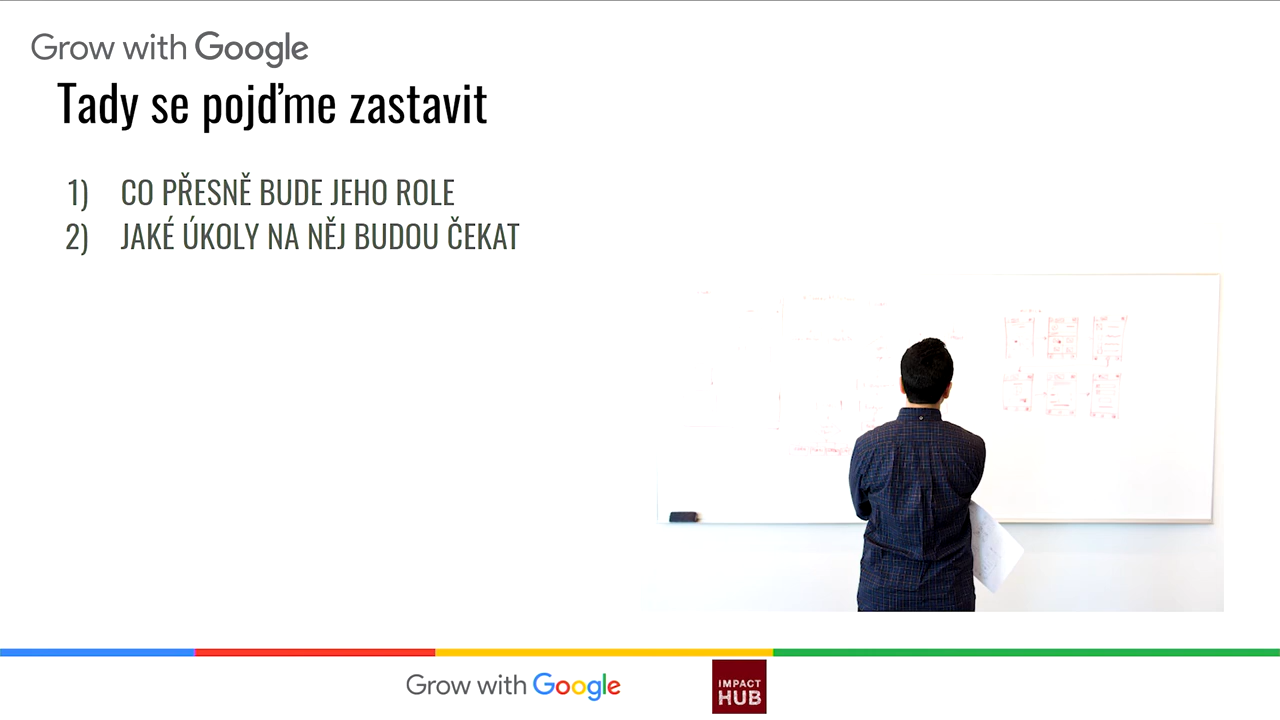 Grow with Google
Tady se pojďme zastavit
1) CO PŘESNĚ BUDE JEHO ROLE
2) JAKÉ ÚKOLY NA NĚJ BUDOU ČEKAT
Grow with Google
IMPACT
HUB